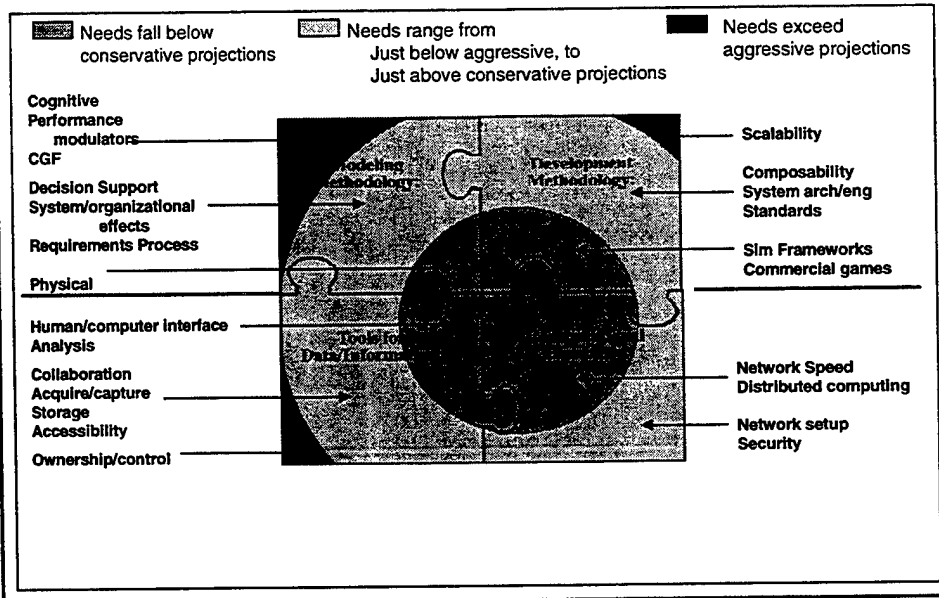 Needs fall below
conservative projections
Needs range from
Just below aggressive, to
Just above conservative projections
Needs exceed
aggressive projections
Cognitive
Performance
modulators
CGF
Decision Support
System/organizational
effects
Requirements Process
Physical
Human/computer interface
Analysis
Collaboration
Acquire/capture
Storage
Accessibility
Ownership/control
Development
Methodology
Tools for
Scalability
Composability
System arch/eng
Standards
Sim Frameworks
Commercial games
Network Speed
Distributed computing
Network setup
Security